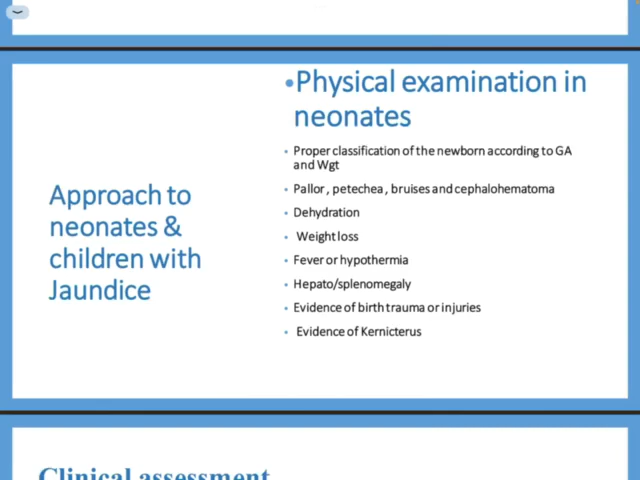 Approach to
neonates &
children with
Jaundice
•Physical examination in
neonates
• Proper classification of the newborn according to GA
and Wgt
• Pallor , petechea , bruises and cephalohematoma
• Dehydration
• Weight loss
• Fever or hypothermia
• Hepato/splenomegaly
• Evidence of birth trauma or injuries
• Evidence of Kernicterus
Clinical assessment